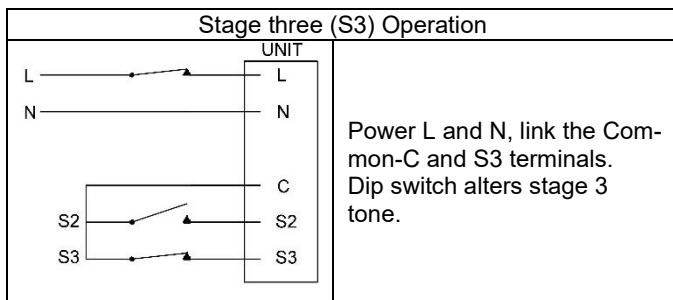 Stage three (S3) Operation
UNIT
L L
N N
C
S2 S2
S3 S3
Power L and N, link the Com-
mon-C and S3 terminals.
Dip switch alters stage 3
tone.